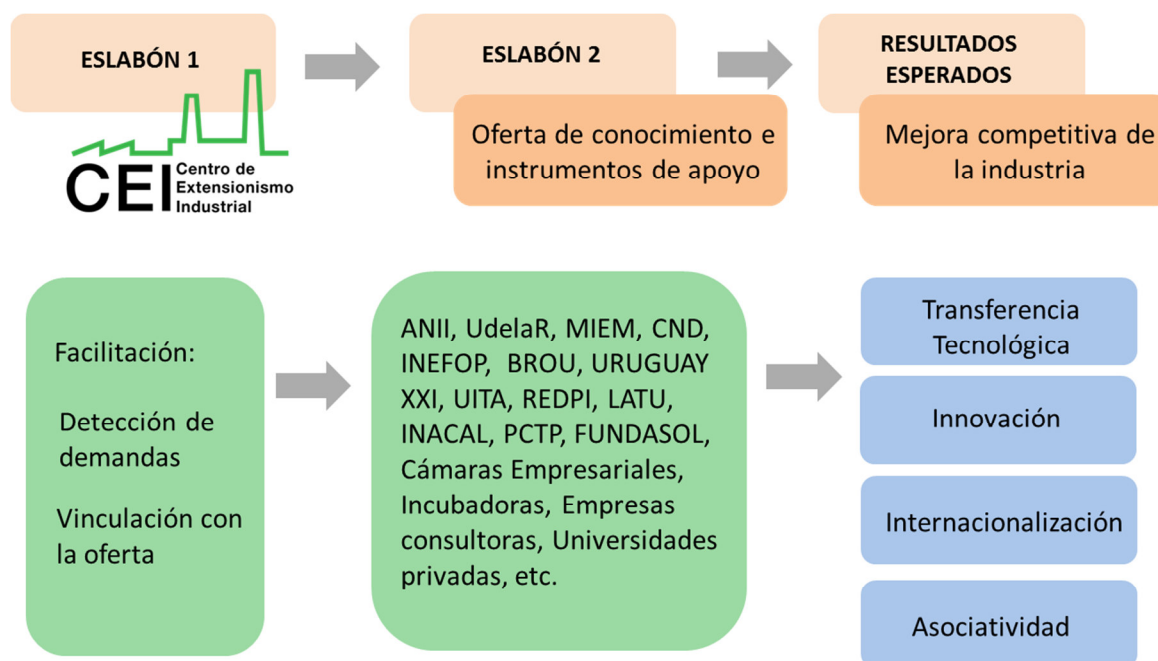 ESLABÓN 1
CEI
Centro de
Extensionismo
Industrial
ESLABÓN 2
Oferta de conocimiento e
instrumentos de apoyo
RESULTADOS
ESPERADOS
Mejora competitiva de
la industria
Facilitación:
Detección de
demandas
Vinculación con
la oferta
ANII, UdelaR, MIEM, CND,
INEFOP, BROU, URUGUAY
XXI, UITA, REDPI, LATU,
INACAL, PCTP, FUNDASOL,
Cámaras Empresariales,
Incubadoras, Empresas
consultoras, Universidades
privadas, etc.
Transferencia
Tecnológica
Innovación
Internacionalización
Asociatividad